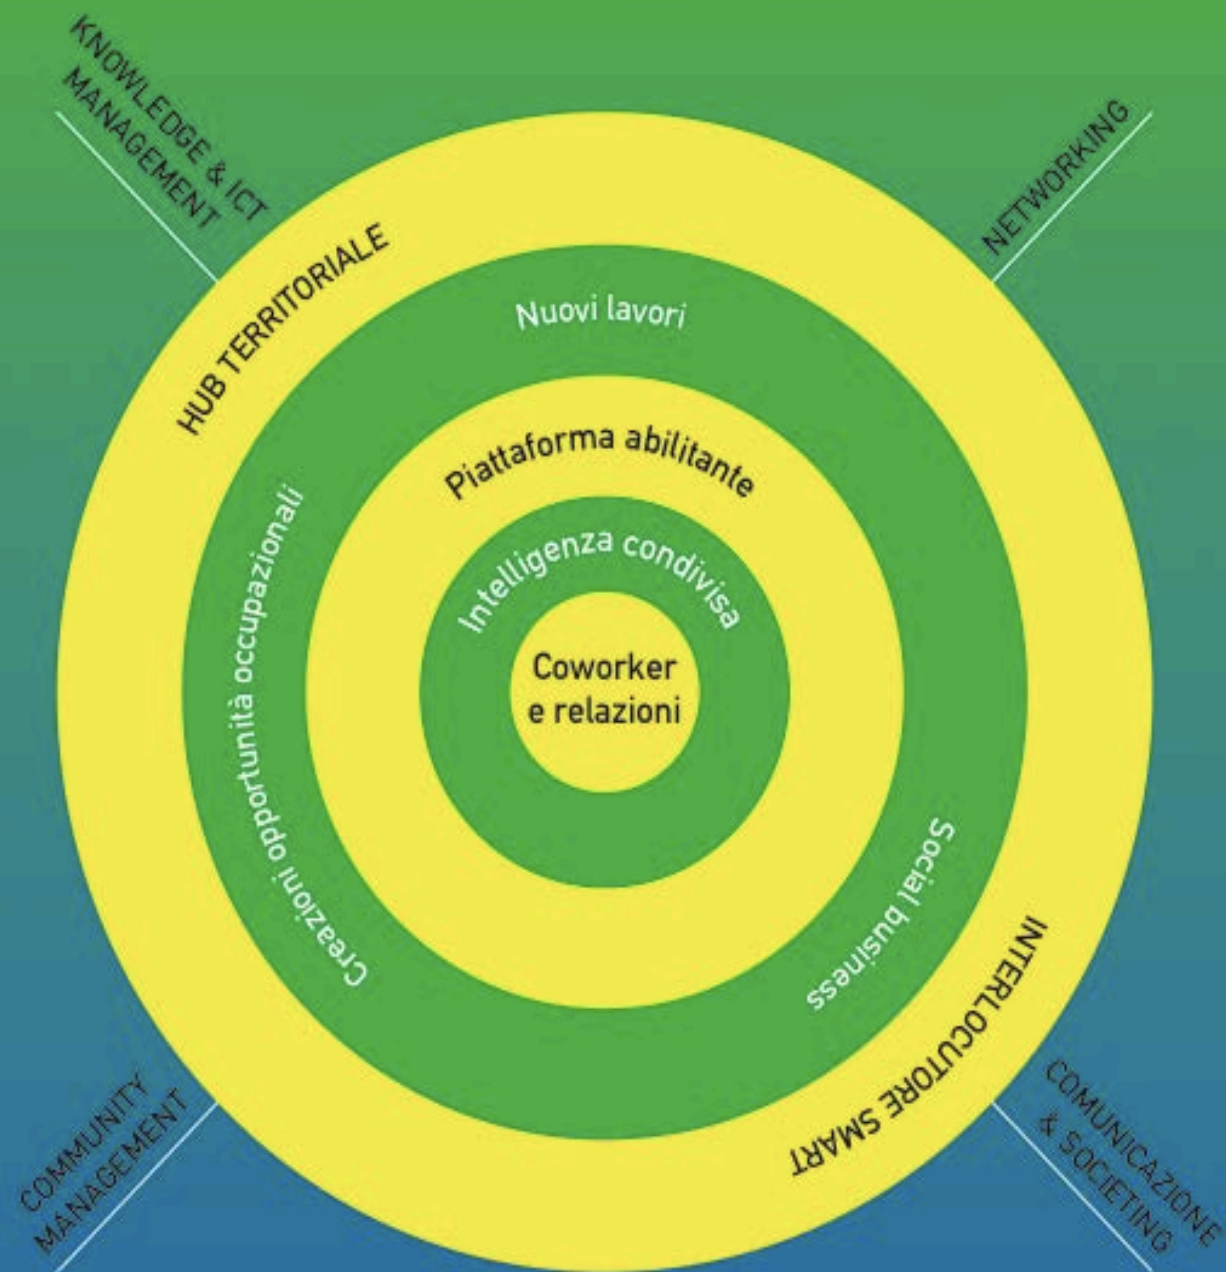 KNOWLEDGE & ICT
MANAGEMENT
NETWORKING
HUB TERRITORIALE
Nuovi lavori
Piattaforma abilitante
Intelligenza condivisa
Coworker
e relazioni
Creazioni opportunità occupazionali
Social business
INTERLOCUTORE SMART
COMMUNITY
MANAGEMENT
COMUNICAZIONE
& SOCIETING